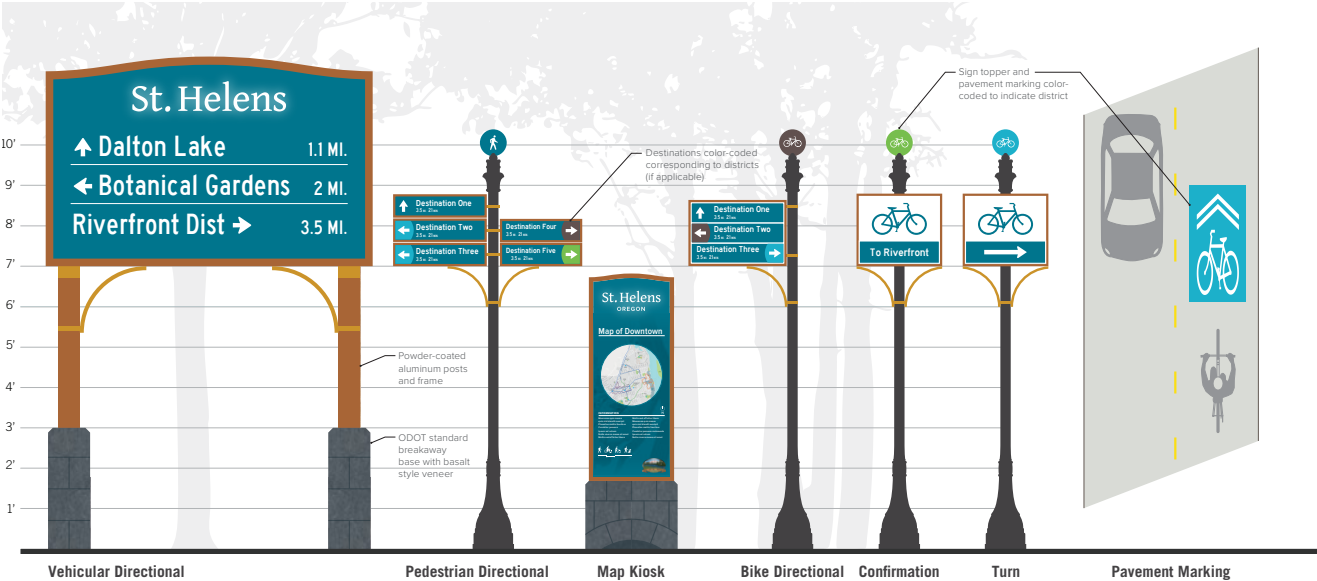 St. Helens
Dalton Lake 1.1 MI.
Botanical Gardens 2 MI.
Riverfront Dist 3.5 MI.
10'
9'
8'
7'
6'
5'
4'
3'
2'
1'
Powder-coated
aluminum posts
and frame
ODOT standard
breakaway
base with basalt
style veneer
Destination One
Destination Two
Destination Three
Destination Four
Destination Five
Destinations color-coded
corresponding to districts
(if applicable)
St. Helens
OREGON
Map of Downtown
Destination One
Destination Two
Destination Three
To Riverfront
Sign topper and
pavement marking color-
coded to indicate district
Vehicular Directional
Pedestrian Directional
Map Kiosk
Bike Directional
Confirmation
Turn
Pavement Marking